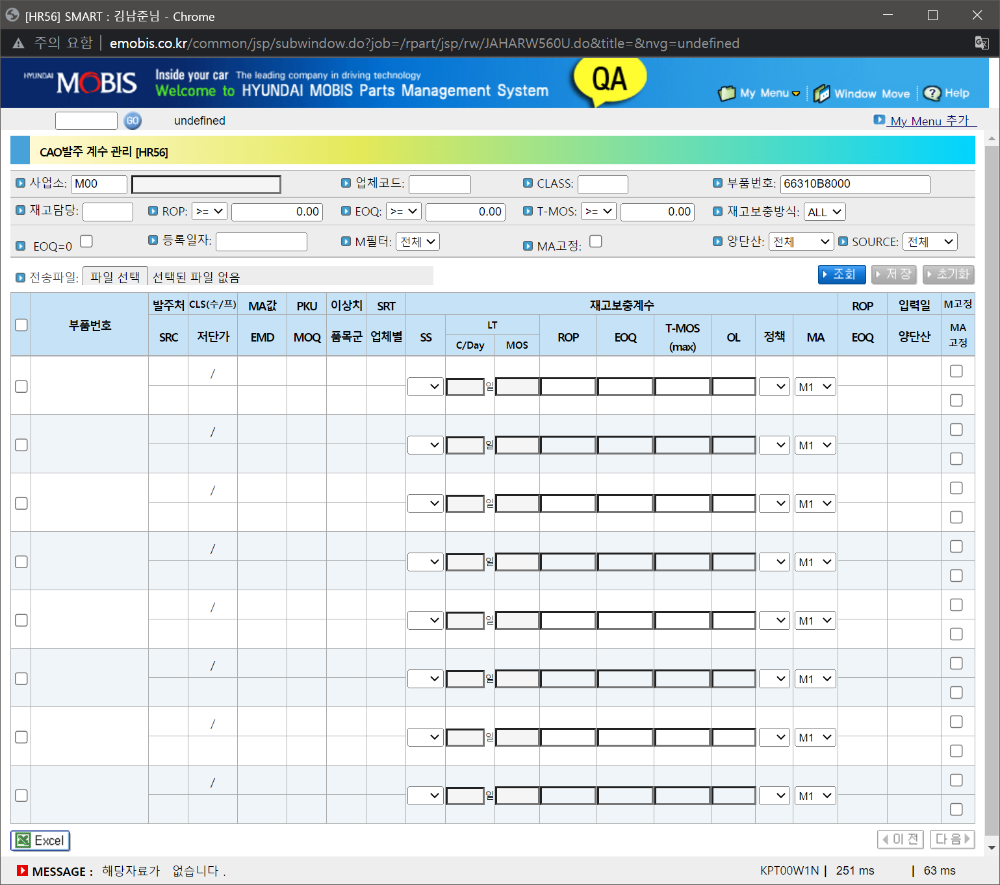 [HR56] SMART : 김남준님 - Chrome
주의 요함 | emobis.co.kr/common/jsp/subwindow.do?job=/rpart/jsp/rw/JAHARW560U.do&title=&nvg=undefined
HYUNDAI MOBIS Inside your car The leading company in driving technology
Welcome to HYUNDAI MOBIS Parts Management System QA My Menu Window Move Help
GO undefined My Menu 추가
CAO발주 계수 관리 [HR56]
사업소: M00 업체코드: CLASS: 부품번호: 66310B8000
재고담당: ROP: >= 0.00 EOQ: >= 0.00 T-MOS: >= 0.00 재고보충방식: ALL
EOQ=0 등록일자: M필터: 전체 MA고정: 양단산: 전체 SOURCE: 전체
전송파일: 파일 선택 선택된 파일 없음 조회 저장 초기화
발주처 CLS(수/프) MA값 PKU 이상치 SRT 재고보충계수 ROP 입력일 M고정
부품번호 SRC 저단가 EMD MOQ 품목군 업체별 SS LT ROP EOQ T-MOS (max) OL 정책 MA EOQ 양단산 MA 고정
C/Day MOS
/ 일 M1
/ 일 M1
/ 일 M1
/ 일 M1
/ 일 M1
/ 일 M1
/ 일 M1
/ 일 M1
Excel 이전 다음
MESSAGE : 해당자료가 없습니다 . KPT00W1N | 251 ms | 63 ms